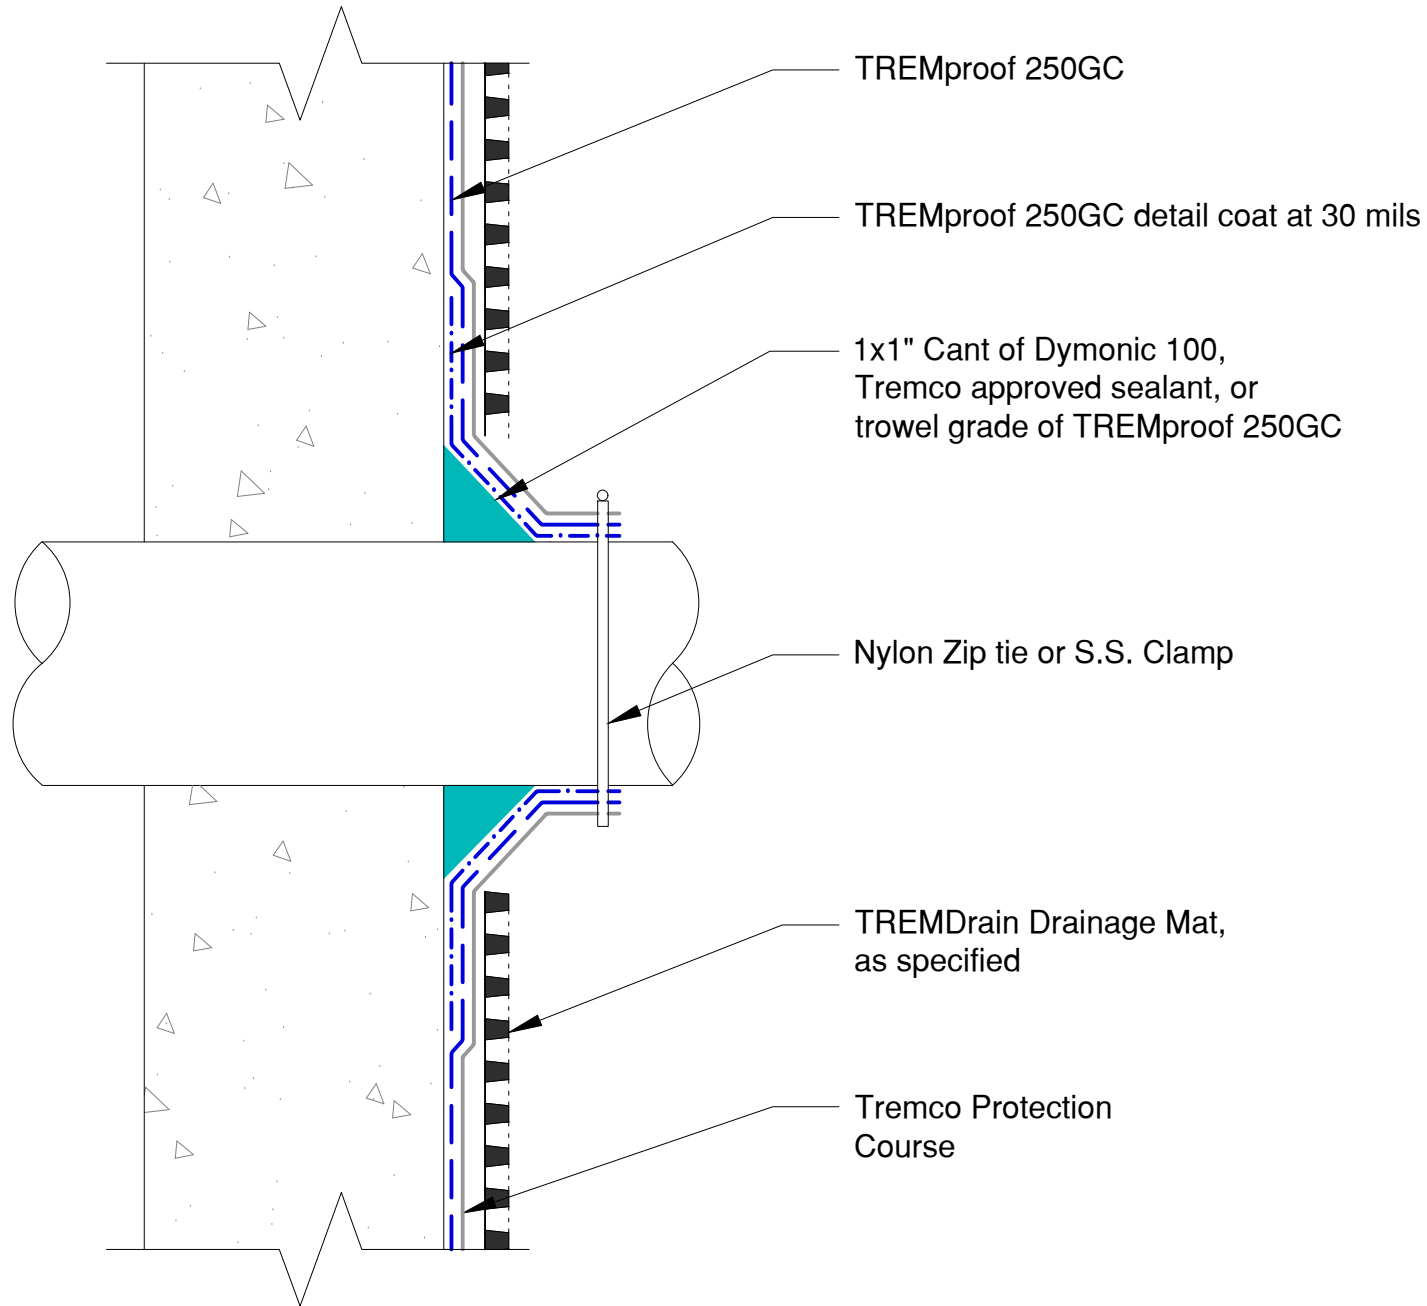 TREMproof 250GC
TREMproof 250GC detail coat at 30 mils
1x1" Cant of Dymonic 100,
Tremco approved sealant, or
trowel grade of TREMproof 250GC
Nylon Zip tie or S.S. Clamp
TREMDrain Drainage Mat,
as specified
Tremco Protection
Course